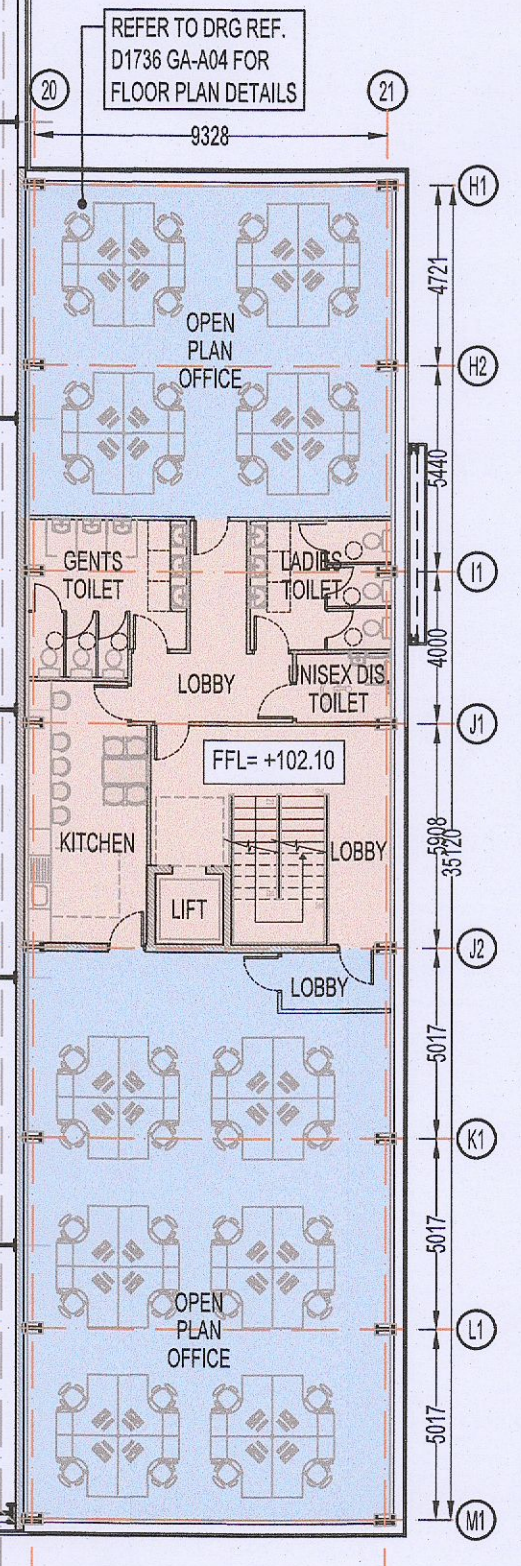 REFER TO DRG REF.
D1736 GA-A04 FOR
FLOOR PLAN DETAILS
20
21
9328
H1
4721
OPEN
PLAN
OFFICE
H2
5440
GENTS
TOILET
LADIES
TOILET
I1
4000
LOBBY
UNISEX DIS.
TOILET
J1
FFL= +102.10
5908
35120
KITCHEN
LOBBY
LIFT
J2
LOBBY
5017
K1
5017
OPEN
PLAN
OFFICE
L1
5017
M1